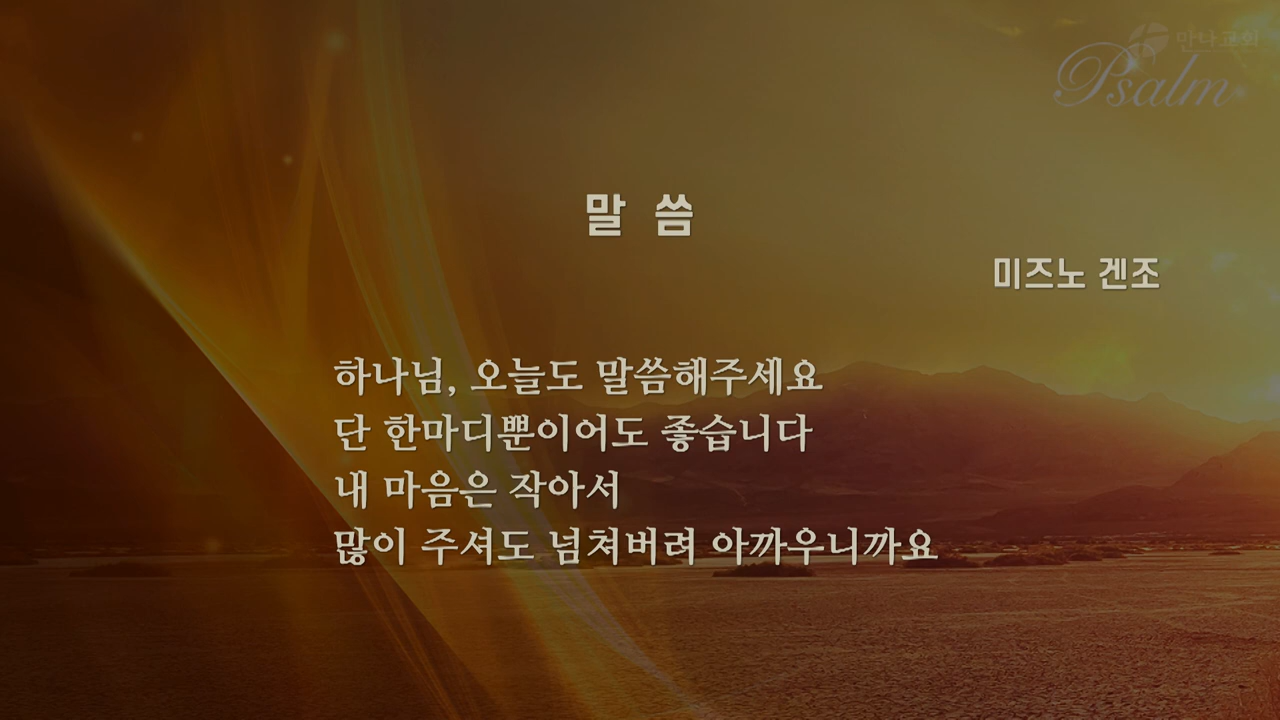 만나교회
Psalm
말 씀
미즈노 겐조
하나님, 오늘도 말씀해주세요
단 한마디뿐이어도 좋습니다
내 마음은 작아서
많이 주셔도 넘쳐버려 아까우니까요